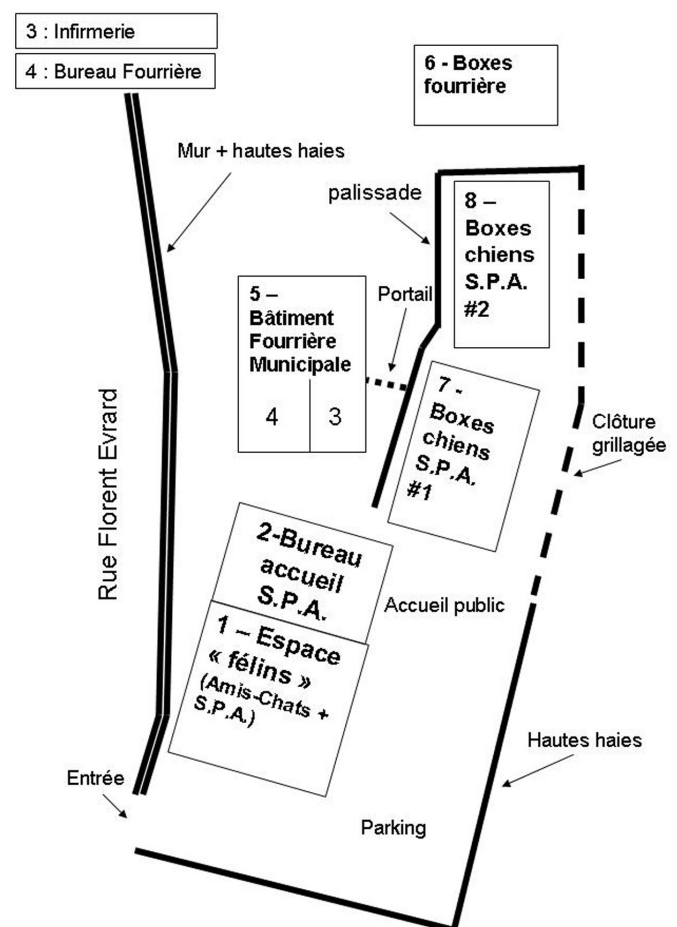 3 : Infirmerie
4 : Bureau Fourrière
6 - Boxes
fourrière
Mur + hautes haies
palissade
8 –
Boxes
chiens
S.P.A.
#2
5 –
Bâtiment
Fourrière
Municipale
4
3
Portail
7 -
Boxes
chiens
S.P.A.
#1
Clôture
grillagée
Rue Florent Evrard
2-Bureau
accueil
S.P.A.
Accueil public
1 – Espace
« félins »
(Amis-Chats +
S.P.A.)
Hautes haies
Entrée
Parking